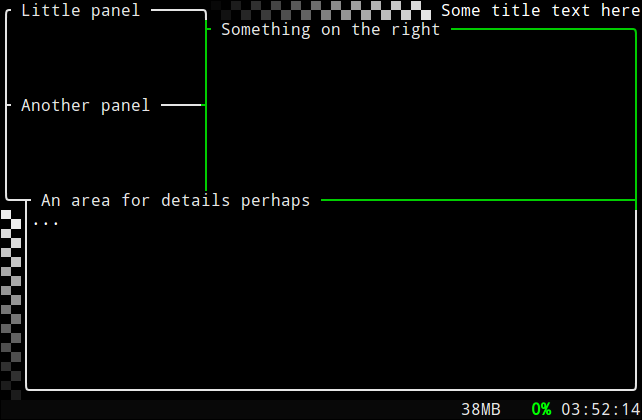 Little panel
Some title text here
Something on the right
Another panel
An area for details perhaps
...
38MB 0% 03:52:14